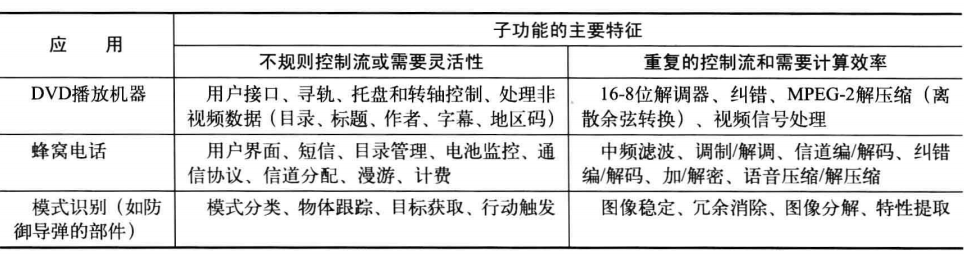 应 用
子功能的主要特征
不规则控制流或需要灵活性
重复的控制流和需要计算效率
DVD播放机器
用户接口、寻轨、托盘和转轴控制、处理非
视频数据（目录、标题、作者、字幕、地区码）
16-8位解调器、纠错、MPEG-2解压缩（离
散余弦转换）、视频信号处理
蜂窝电话
用户界面、短信、目录管理、电池监控、通
信协议、信道分配、漫游、计费
中频滤波、调制/解调、信道编/解码、纠错
编/解码、加/解密、语音压缩/解压缩
模式识别（如防
御导弹的部件）
模式分类、物体跟踪、目标获取、行动触发
图像稳定、冗余消除、图像分解、特性提取